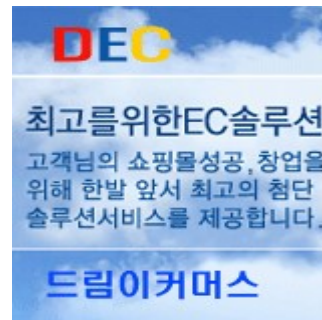 DEC
최고를위한EC솔루션
고객님의 쇼핑몰성공,창업을
위해 한발 앞서 최고의 첨단
솔루션서비스를 제공합니다.
드림이커머스